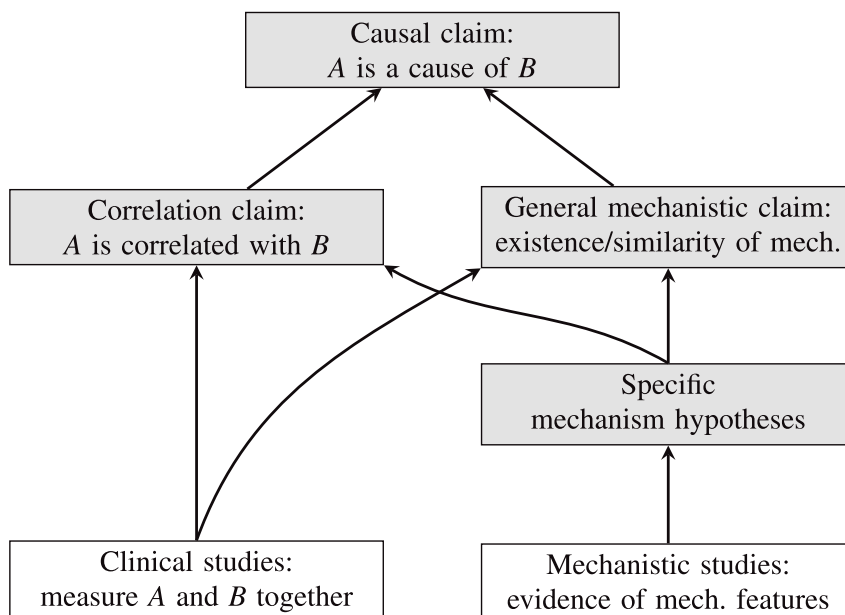 Causal claim:
A is a cause of B
Correlation claim:
A is correlated with B
General mechanistic claim:
existence/similarity of mech.
Specific
mechanism hypotheses
Clinical studies:
measure A and B together
Mechanistic studies:
evidence of mech. features